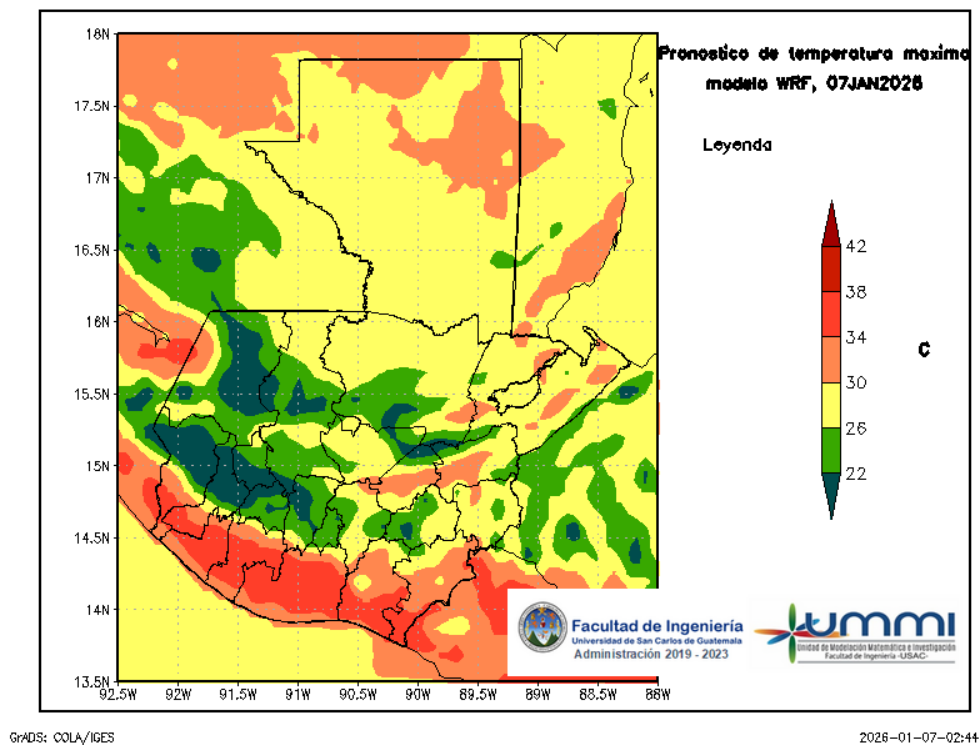 Pronostico de temperatura maxima
modelo WRF, 07JAN2026
Leyenda
18N
17.5N
17N
16.5N
16N
15.5N
15N
14.5N
14N
13.5N
92.5W
92W
91.5W
91W
90.5W
90W
89.5W
89W
88.5W
88W
42
38
34
30
26
22
C
Facultad de Ingeniería
Universidad de San Carlos de Guatemala
Administración 2019 - 2023
UMMI
Unidad de Modelación Matemática e Investigación
Facultad de Ingeniería -USAC-
GrADS: COLA/IGES
2026-01-07-02:44